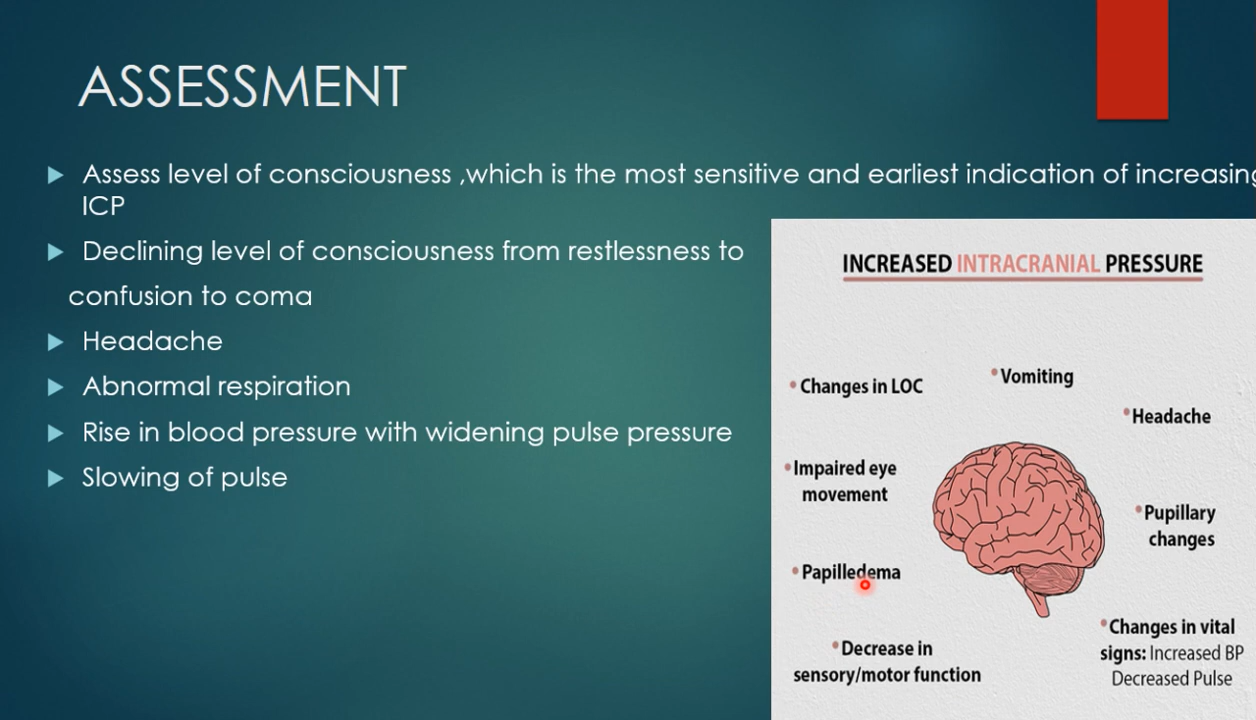 ASSESSMENT
Assess level of consciousness ,which is the most sensitive and earliest indication of increasing
ICP
Declining level of consciousness from restlessness to
confusion to coma
Headache
Abnormal respiration
Rise in blood pressure with widening pulse pressure
Slowing of pulse
INCREASED INTRACRANIAL PRESSURE
Changes in LOC
Vomiting
Headache
Impaired eye
movement
Pupillary
changes
Papilledema
Decrease in
sensory/motor function
Changes in vital
signs: Increased BP
Decreased Pulse